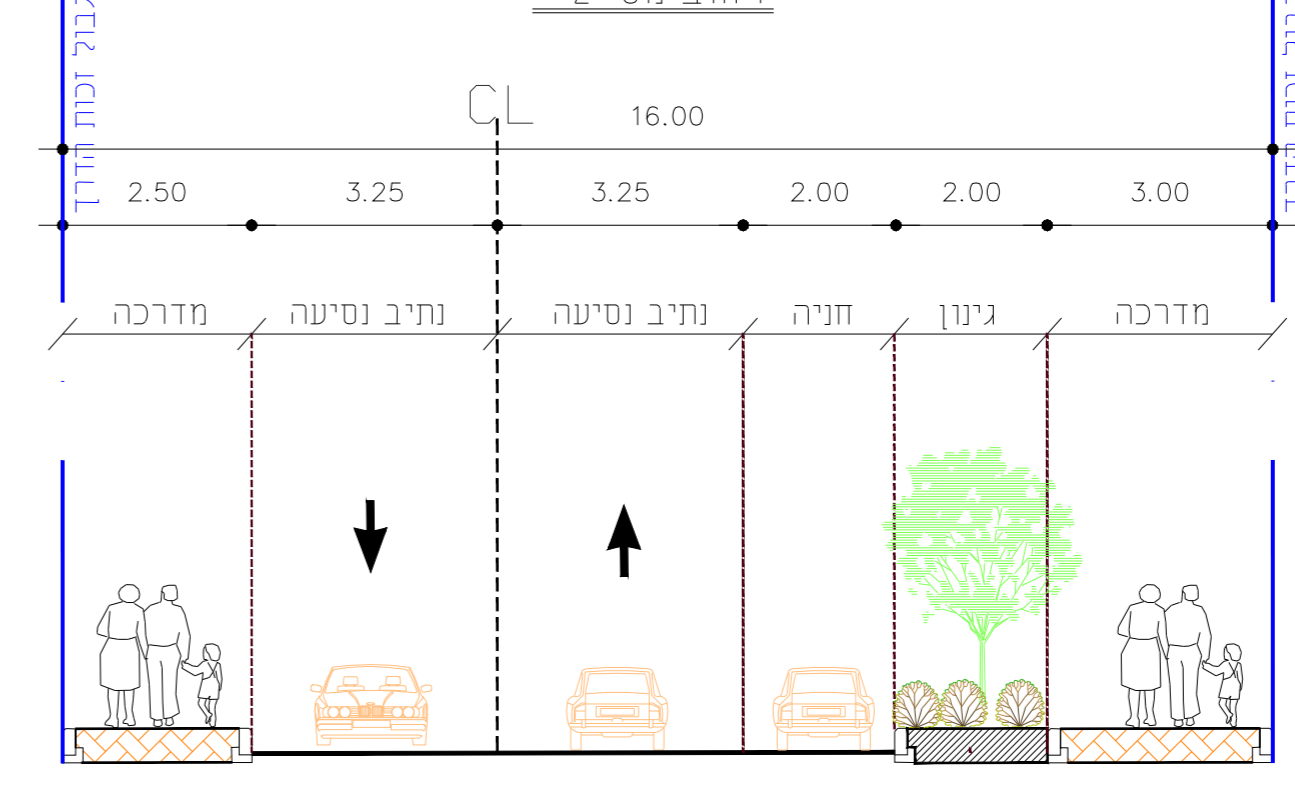 גבול זכות הדרך
CL
16.00
2.50 3.25 3.25 2.00 2.00 3.00
מדרכה נתיב נסיעה נתיב נסיעה חניה גינון מדרכה